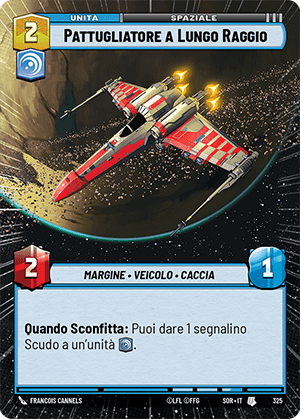 UNITÀ SPAZIALE
2 PATTUGLIATORE A LUNGO RAGGIO
2 1
MARGINE • VEICOLO • CACCIA
Quando Sconfitta: Puoi dare 1 segnalino
Scudo a un'unità .
FRANCOIS CANNELS ©LFL ©FFG SOR • IT U 325